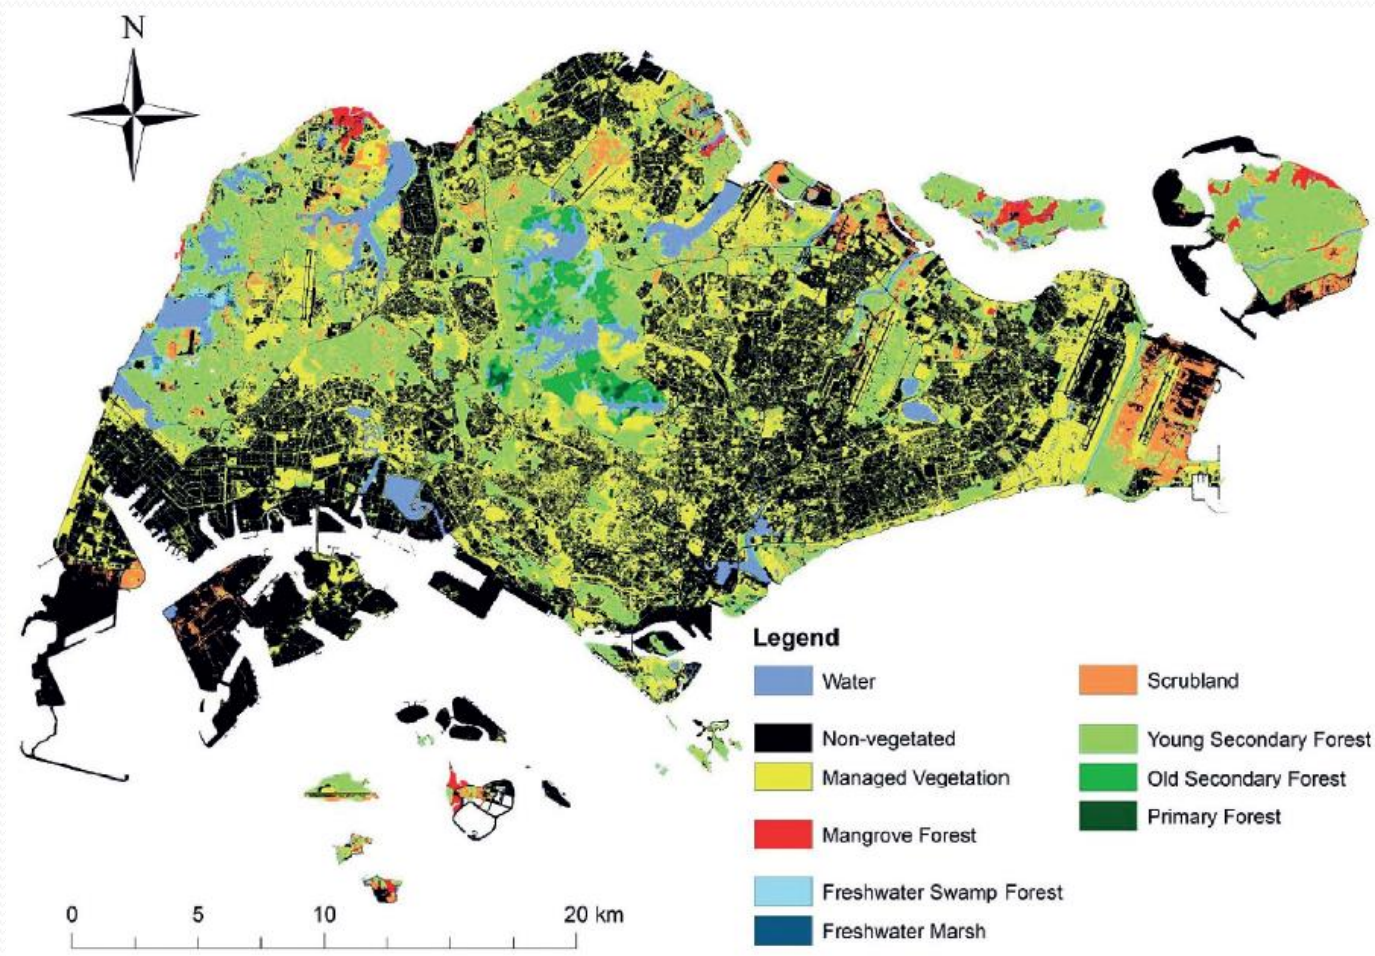 N
Legend
Water
Non-vegetated
Managed Vegetation
Mangrove Forest
Freshwater Swamp Forest
Freshwater Marsh
Scrubland
Young Secondary Forest
Old Secondary Forest
Primary Forest
0 5 10 20 km